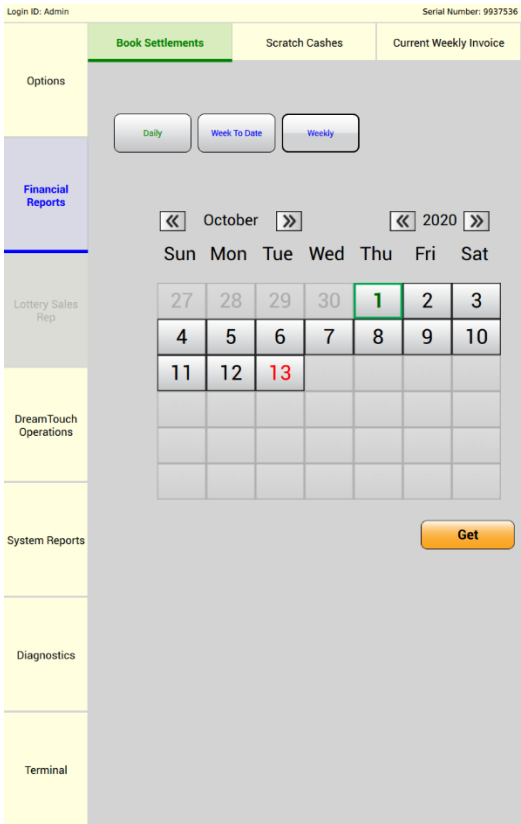 Login ID: Admin
Serial Number: 9937536
Options
Financial
Reports
Lottery Sales
Rep
DreamTouch
Operations
System Reports
Diagnostics
Terminal
Book Settlements
Scratch Cashes
Current Weekly Invoice
Daily
Week To Date
Weekly
October
2020
Sun Mon Tue Wed Thu Fri Sat
27 28 29 30 1 2 3
4 5 6 7 8 9 10
11 12 13
Get